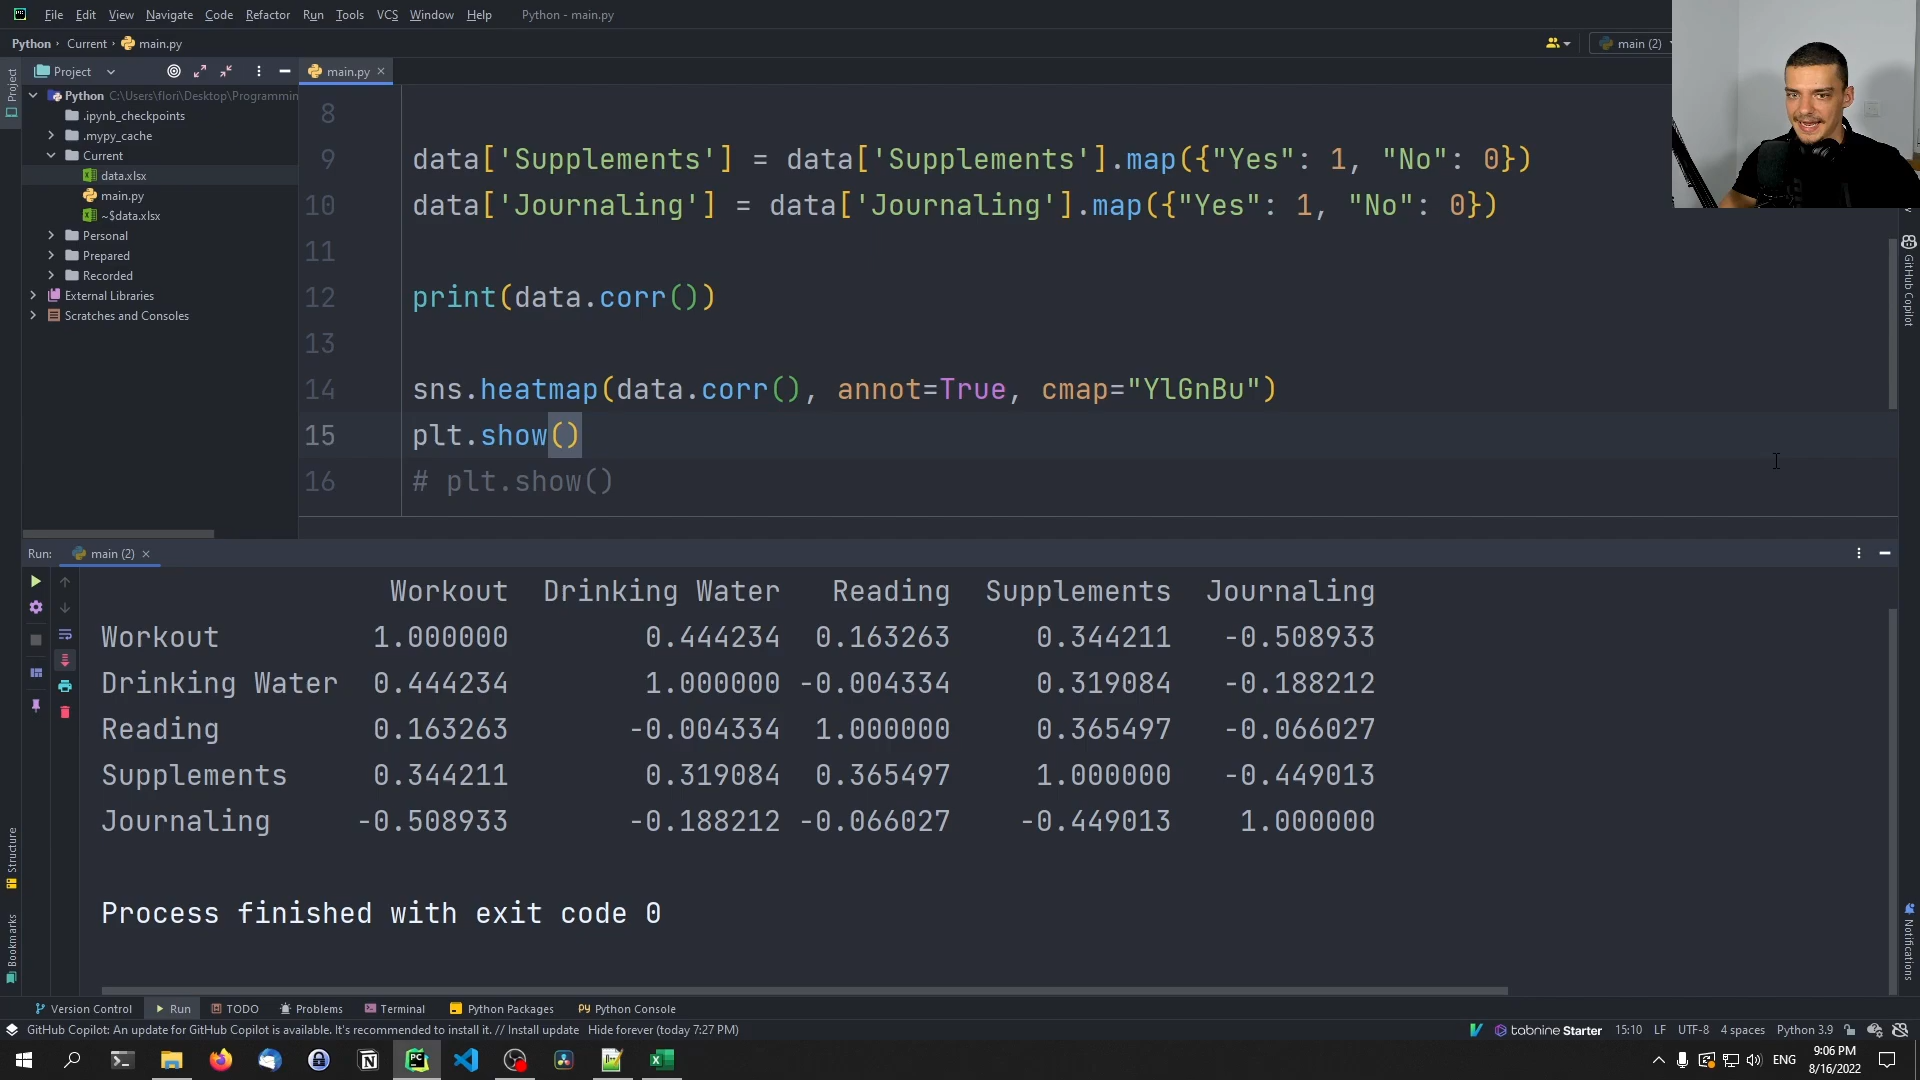 File Edit View Navigate Code Refactor Run Tools VCS Window Help Python - main.py
Python › Current › main.py
main (2)
Project
main.py
Python C:\Users\flori\Desktop\Programmin
.ipynb_checkpoints
.mypy_cache
Current
data.xlsx
main.py
~$data.xlsx
Personal
Prepared
Recorded
External Libraries
Scratches and Consoles
Project
Structure
Bookmarks
8
9 data['Supplements'] = data['Supplements'].map({"Yes": 1, "No": 0})
10 data['Journaling'] = data['Journaling'].map({"Yes": 1, "No": 0})
11
12 print(data.corr())
13
14 sns.heatmap(data.corr(), annot=True, cmap="YlGnBu")
15 plt.show()
16 # plt.show()
GitHub Copilot
Notifications
Run: main (2)
Workout Drinking Water Reading Supplements Journaling
Workout 1.000000 0.444234 0.163263 0.344211 -0.508933
Drinking Water 0.444234 1.000000 -0.004334 0.319084 -0.188212
Reading 0.163263 -0.004334 1.000000 0.365497 -0.066027
Supplements 0.344211 0.319084 0.365497 1.000000 -0.449013
Journaling -0.508933 -0.188212 -0.066027 -0.449013 1.000000
Process finished with exit code 0
Version Control Run TODO Problems Terminal Python Packages Python Console
GitHub Copilot: An update for GitHub Copilot is available. It's recommended to install it. // Install update Hide forever (today 7:27 PM)
tabnine Starter 15:10 LF UTF-8 4 spaces Python 3.9
ENG 9:06 PM
8/16/2022